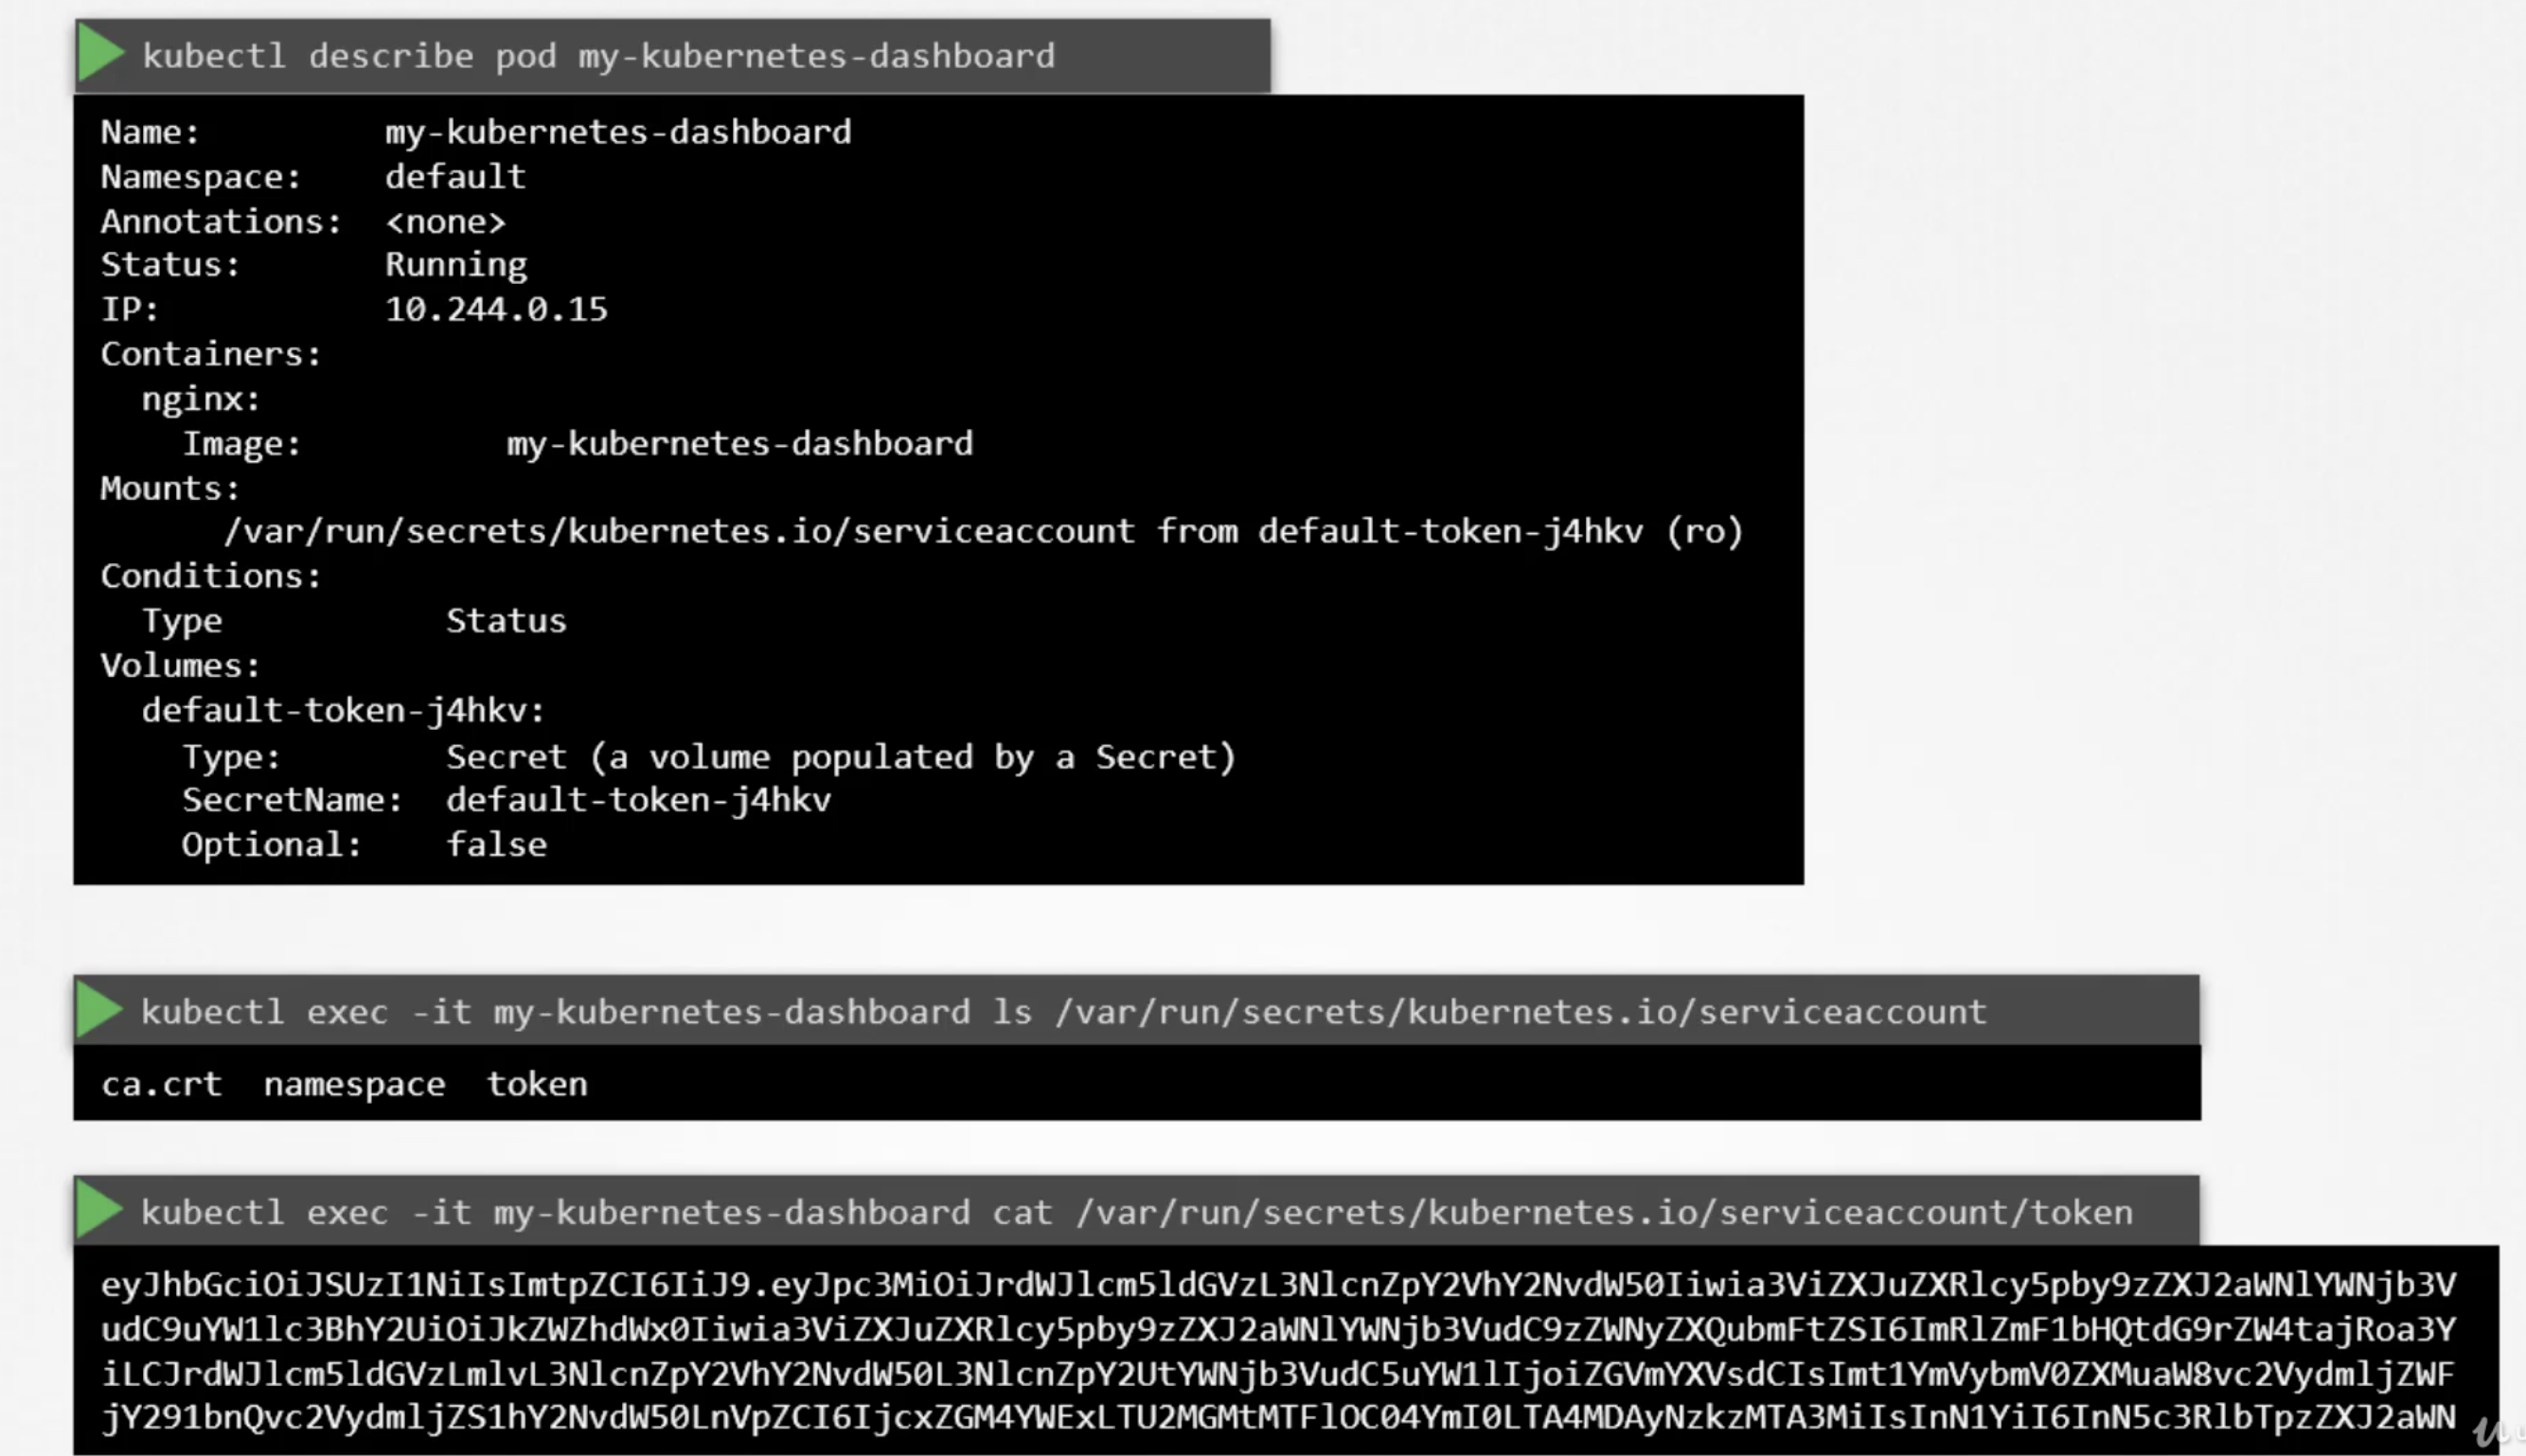 kubectl describe pod my-kubernetes-dashboard
Name:         my-kubernetes-dashboard
Namespace:    default
Annotations:  <none>
Status:       Running
IP:           10.244.0.15
Containers:
  nginx:
    Image:          my-kubernetes-dashboard
Mounts:
      /var/run/secrets/kubernetes.io/serviceaccount from default-token-j4hkv (ro)
Conditions:
  Type           Status
Volumes:
  default-token-j4hkv:
    Type:        Secret (a volume populated by a Secret)
    SecretName:  default-token-j4hkv
    Optional:    false
kubectl exec -it my-kubernetes-dashboard ls /var/run/secrets/kubernetes.io/serviceaccount
ca.crt  namespace  token
kubectl exec -it my-kubernetes-dashboard cat /var/run/secrets/kubernetes.io/serviceaccount/token
eyJhbGciOiJSUzI1NiIsImtpZCI6IiJ9.eyJpc3MiOiJrdWJlcm5ldGVzL3NlcnZpY2VhY2NvdW50Iiwia3ViZXJuZXRlcy5pby9zZXJ2aWNlYWNjb3V
udC9uYW1lc3BhY2UiOiJkZWZhdWx0Iiwia3ViZXJuZXRlcy5pby9zZXJ2aWNlYWNjb3VudC9zZWNyZXQubmFtZSI6ImRlZmF1bHQtdG9rZW4tajRoa3Y
iLCJrdWJlcm5ldGVzLmlvL3NlcnZpY2VhY2NvdW50L3NlcnZpY2UtYWNjb3VudC5uYW1lIjoiZGVmYXVsdCIsImt1YmVybmV0ZXMuaW8vc2VydmljZWF
jY291bnQvc2VydmljZS1hY2NvdW50LnVpZCI6IjcxZGM4YWExLTU2MGMtMTFlOC04YmI0LTA4MDAyNzkzMTA3MiIsInN1YiI6InN5c3RlbTpzZXJ2aWN